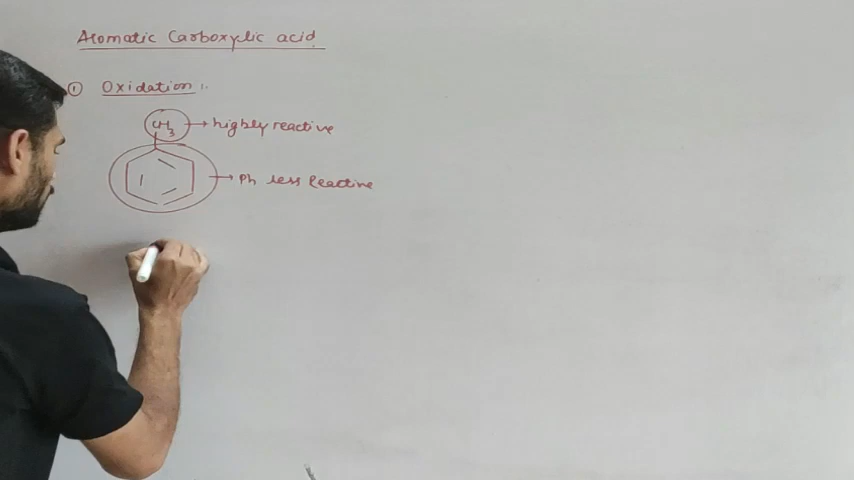 Aromatic Carboxylic acid
① Oxidation :
CH3 → highly reactive
→ Ph less Reactive